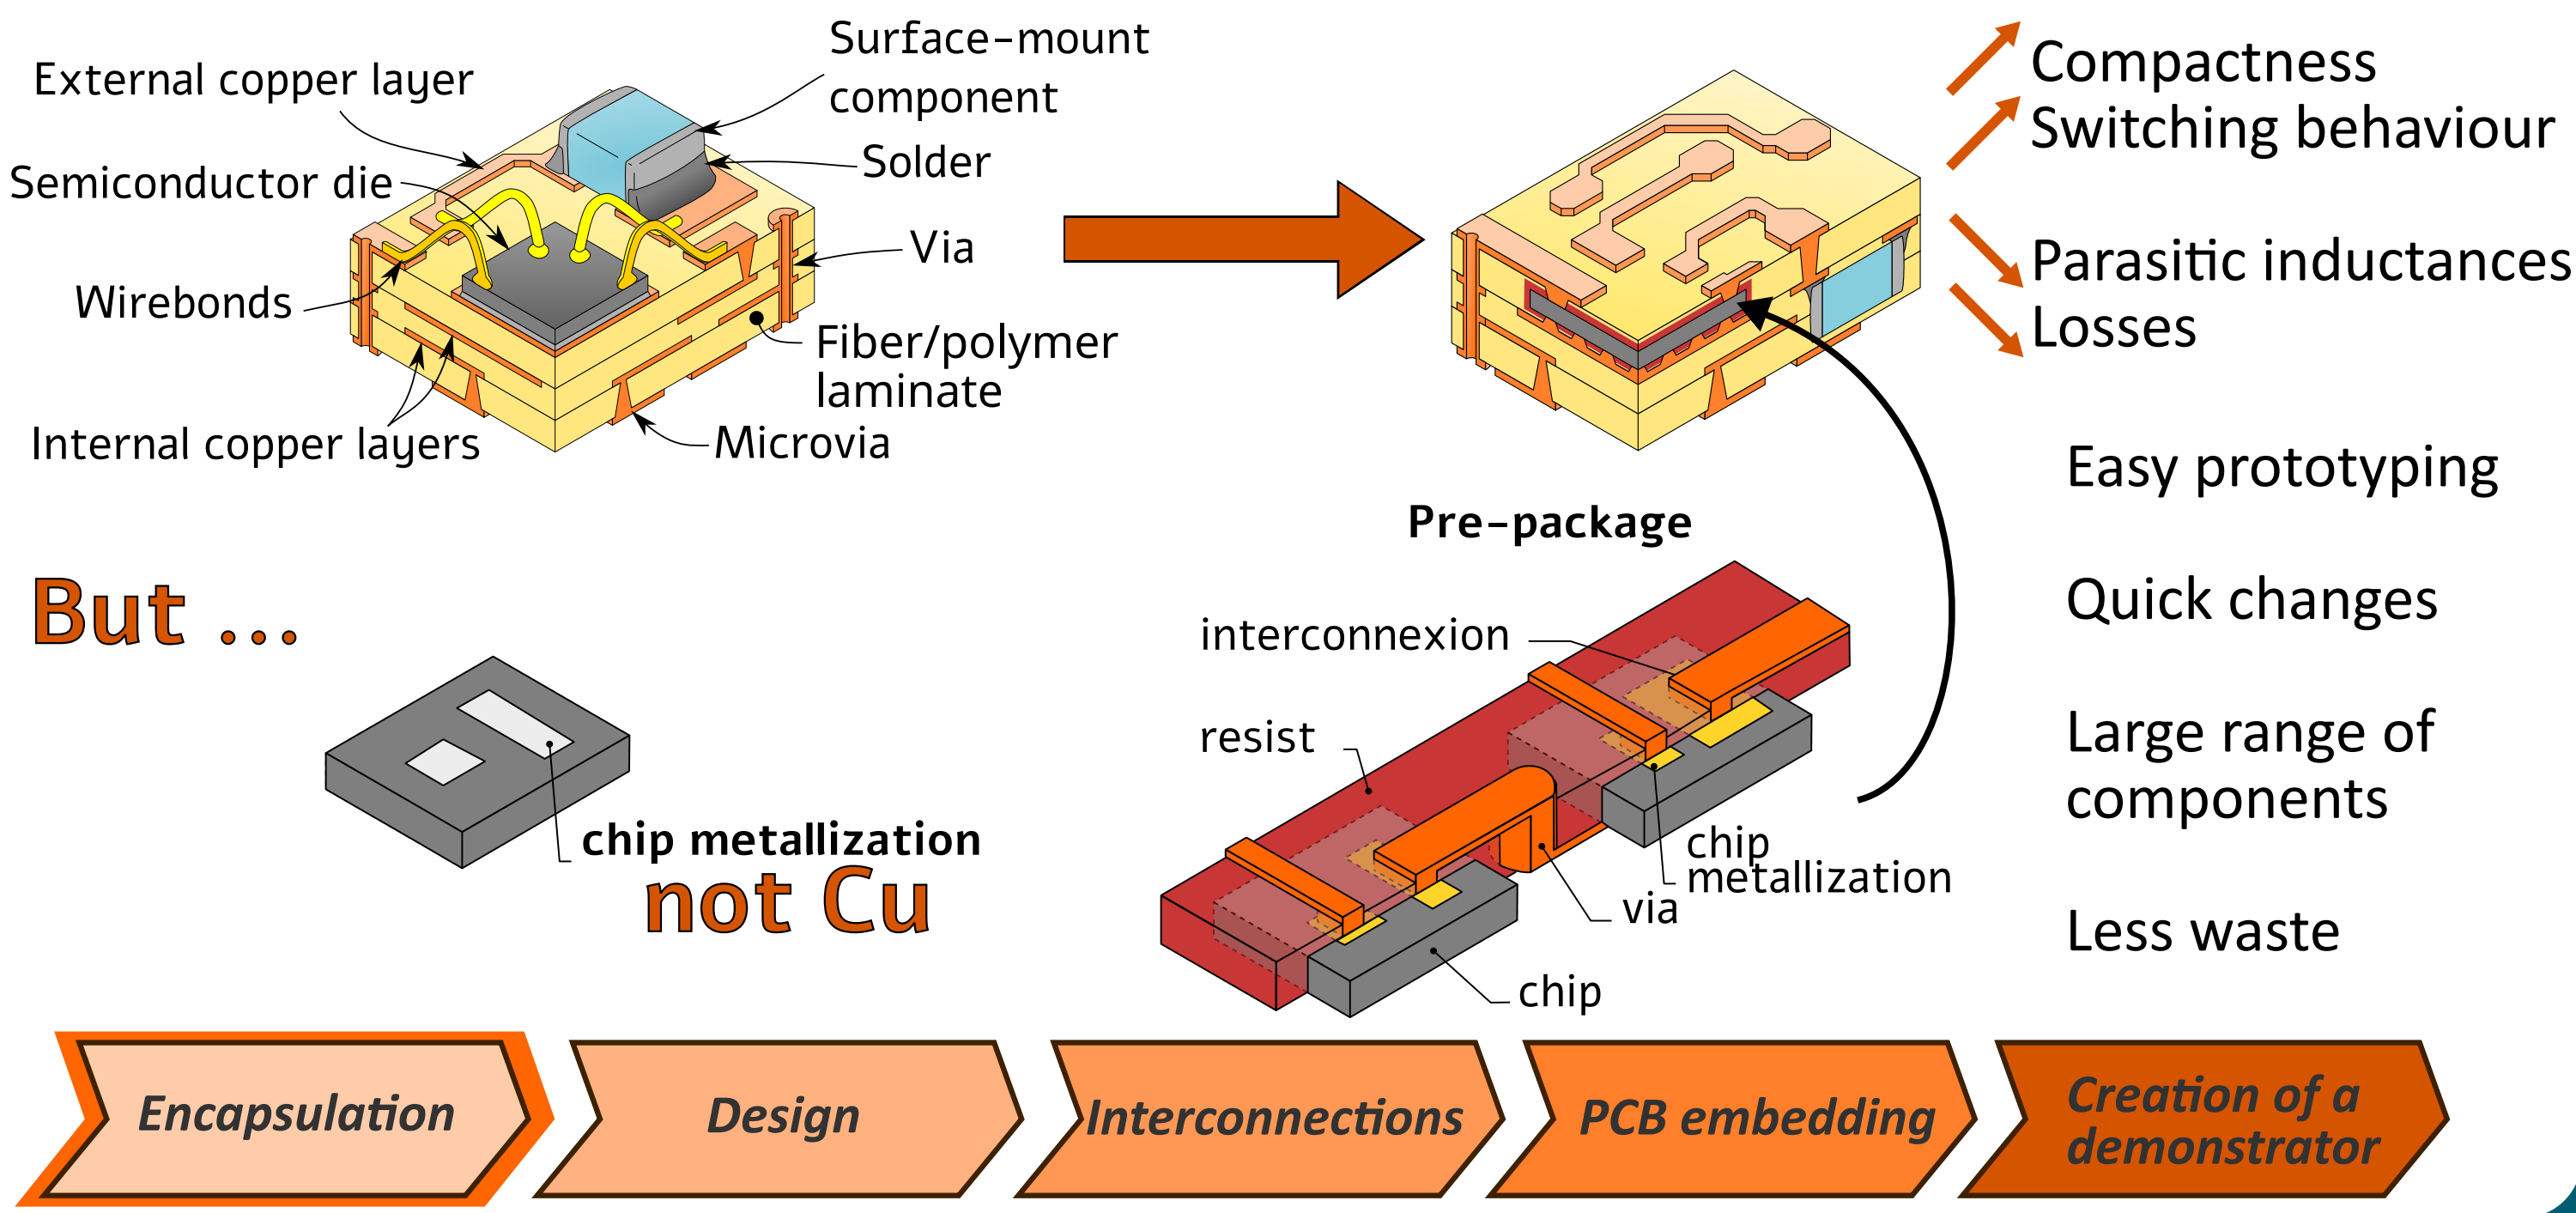 External copper layer
Semiconductor die
Wirebonds
Internal copper layers
Surface-mount
component
Solder
Via
Fiber/polymer
laminate
Microvia
Compactness
Switching behaviour
Parasitic inductances
Losses
But ...
chip metallization
not Cu
Pre-package
interconnexion
resist
chip
metallization
via
chip
Easy prototyping
Quick changes
Large range of
components
Less waste
Encapsulation
Design
Interconnections
PCB embedding
Creation of a
demonstrator